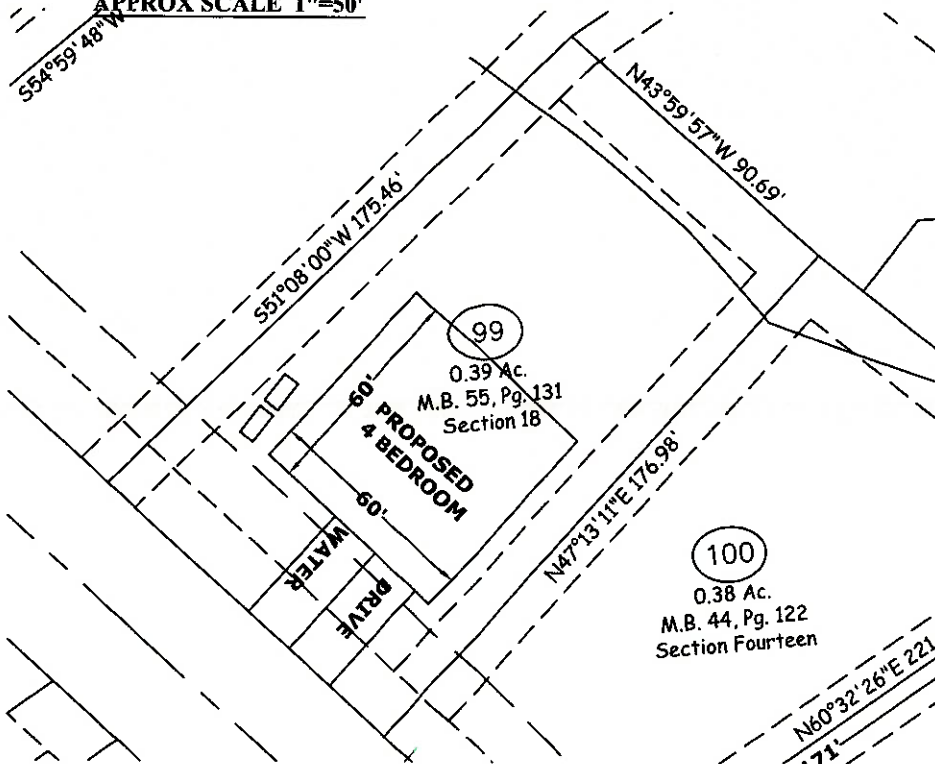 APPROX SCALE 1"=50'
S54°59'48"W
N43°59'57"W 90.69'
S51°08'00"W 175.46'
99
0.39 Ac.
M.B. 55, Pg. 131
Section 18
60'
PROPOSED
4 BEDROOM
60'
WATER
DRIVE
N47°13'11"E 176.98'
100
0.38 Ac.
M.B. 44, Pg. 122
Section Fourteen
N60°32'26"E 221
171'